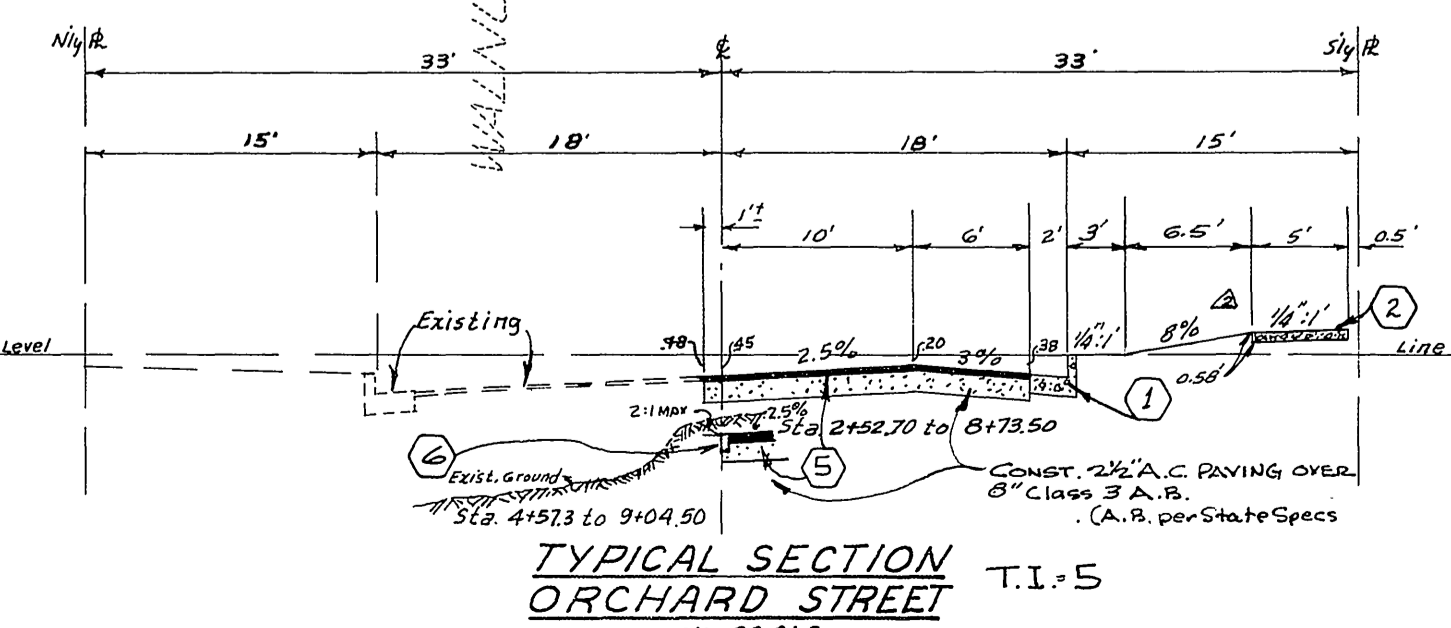 N'ly PL
CL
S'ly PL
33'
33'
15'
18'
18'
15'
1'±
10'
6'
2'
3'
6.5'
5'
0.5'
Existing
2
1/4":1'
2
Level
.48
.45
2.5%
.20
3%
.38
1/4":1'
8%
Line
0.58'
1
2:1 MAX
2.5%
Sta. 2+52.70 to 8+73.50
6
5
Exist. Ground
CONST. 2½" A.C. PAVING OVER
8" Class 3 A.B.
(A.B. per State Specs
Sta. 4+57.3 to 9+04.50
TYPICAL SECTION
T.I.=5
ORCHARD STREET